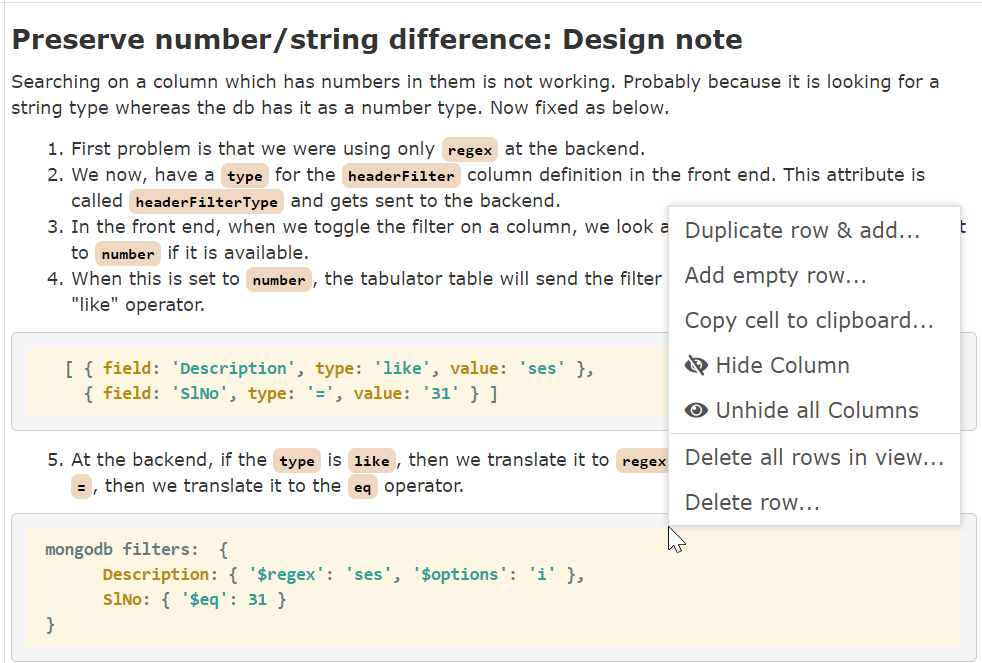 Preserve number/string difference: Design note
Searching on a column which has numbers in them is not working. Probably because it is looking for a
string type whereas the db has it as a number type. Now fixed as below.
1. First problem is that we were using only regex at the backend.
2. We now, have a type for the headerFilter column definition in the front end. This attribute is
called headerFilterType and gets sent to the backend.
3. In the front end, when we toggle the filter on a column, we look
to number if it is available.
4. When this is set to number, the tabulator table will send the filter
"like" operator.
[ { field: 'Description', type: 'like', value: 'ses' },
{ field: 'SlNo', type: '=', value: '31' } ]
5. At the backend, if the type is like, then we translate it to regex
=, then we translate it to the eq operator.
mongodb filters: {
Description: { '$regex': 'ses', '$options': 'i' },
SlNo: { '$eq': 31 }
}
Duplicate row & add...
Add empty row...
Copy cell to clipboard...
Hide Column
Unhide all Columns
Delete all rows in view...
Delete row...